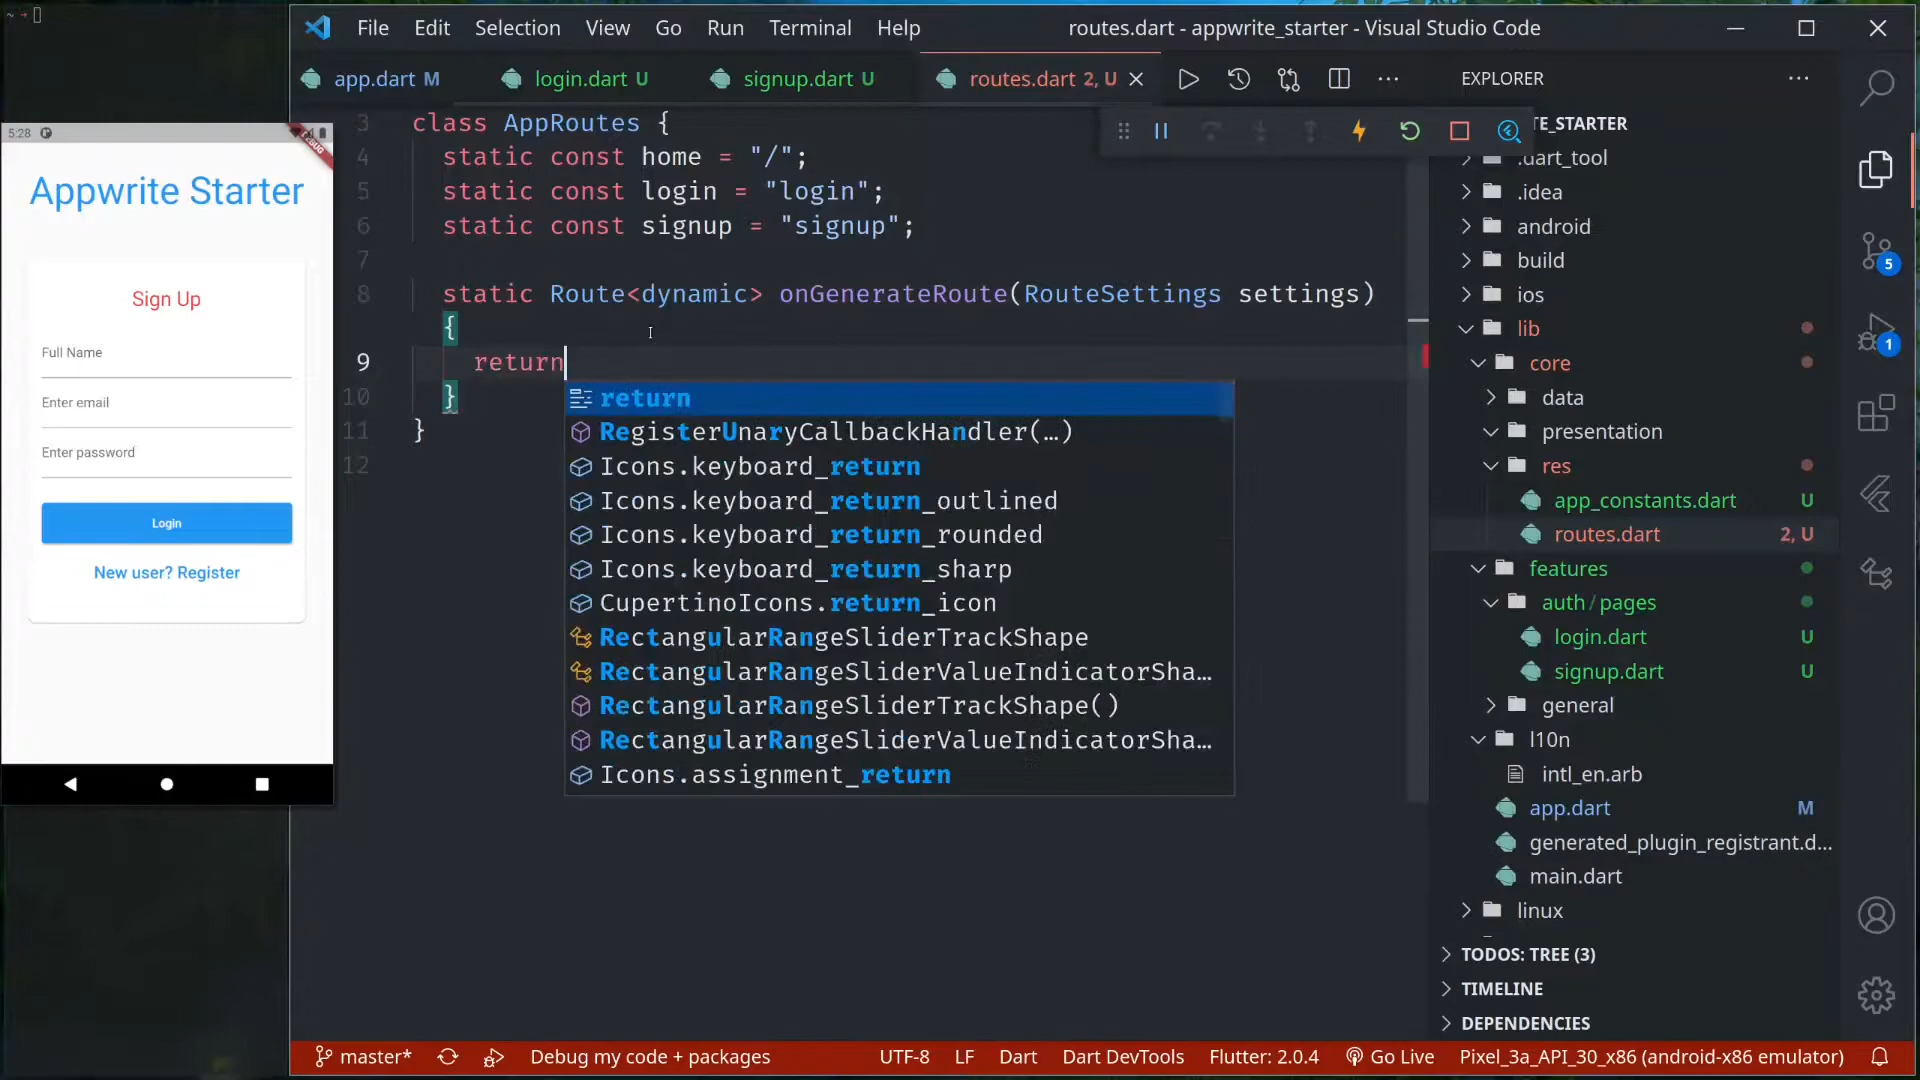 ~
File Edit Selection View Go Run Terminal Help
routes.dart - appwrite_starter - Visual Studio Code
app.dart M
login.dart U
signup.dart U
routes.dart 2, U
EXPLORER
5:28
Appwrite Starter
Sign Up
Full Name
Enter email
Enter password
Login
New user? Register
3 class AppRoutes {
4 static const home = "/";
5 static const login = "login";
6 static const signup = "signup";
7
8 static Route<dynamic> onGenerateRoute(RouteSettings settings)
{
9 return
10 }
11 }
12
return
RegisterUnaryCallbackHandler(…)
Icons.keyboard_return
Icons.keyboard_return_outlined
Icons.keyboard_return_rounded
Icons.keyboard_return_sharp
CupertinoIcons.return_icon
RectangularRangeSliderTrackShape
RectangularRangeSliderValueIndicatorSha…
RectangularRangeSliderTrackShape()
RectangularRangeSliderValueIndicatorSha…
Icons.assignment_return
TE_STARTER
.dart_tool
.idea
android
build
ios
lib
core
data
presentation
res
app_constants.dart U
routes.dart 2, U
features
auth/pages
login.dart U
signup.dart U
general
l10n
intl_en.arb
app.dart M
generated_plugin_registrant.d...
main.dart
linux
TODOS: TREE (3)
TIMELINE
DEPENDENCIES
5
1
master*
Debug my code + packages
UTF-8 LF Dart Dart DevTools Flutter: 2.0.4 Go Live Pixel_3a_API_30_x86 (android-x86 emulator)